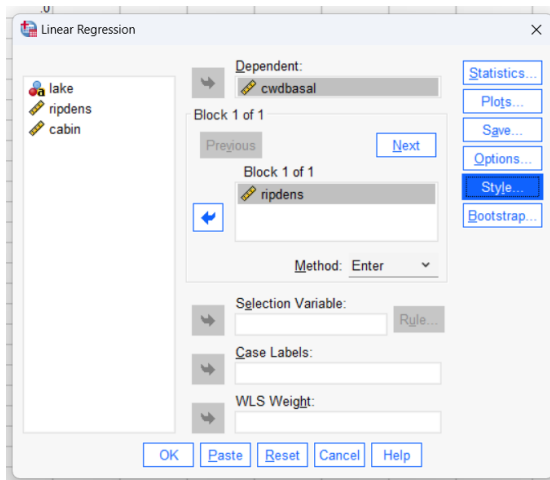 .0
Linear Regression
lake
ripdens
cabin
Dependent:
cwdbasal
Block 1 of 1
Previous
Next
Block 1 of 1
ripdens
Method: Enter
Selection Variable:
Rule...
Case Labels:
WLS Weight:
Statistics...
Plots...
Save...
Options...
Style...
Bootstrap...
OK Paste Reset Cancel Help